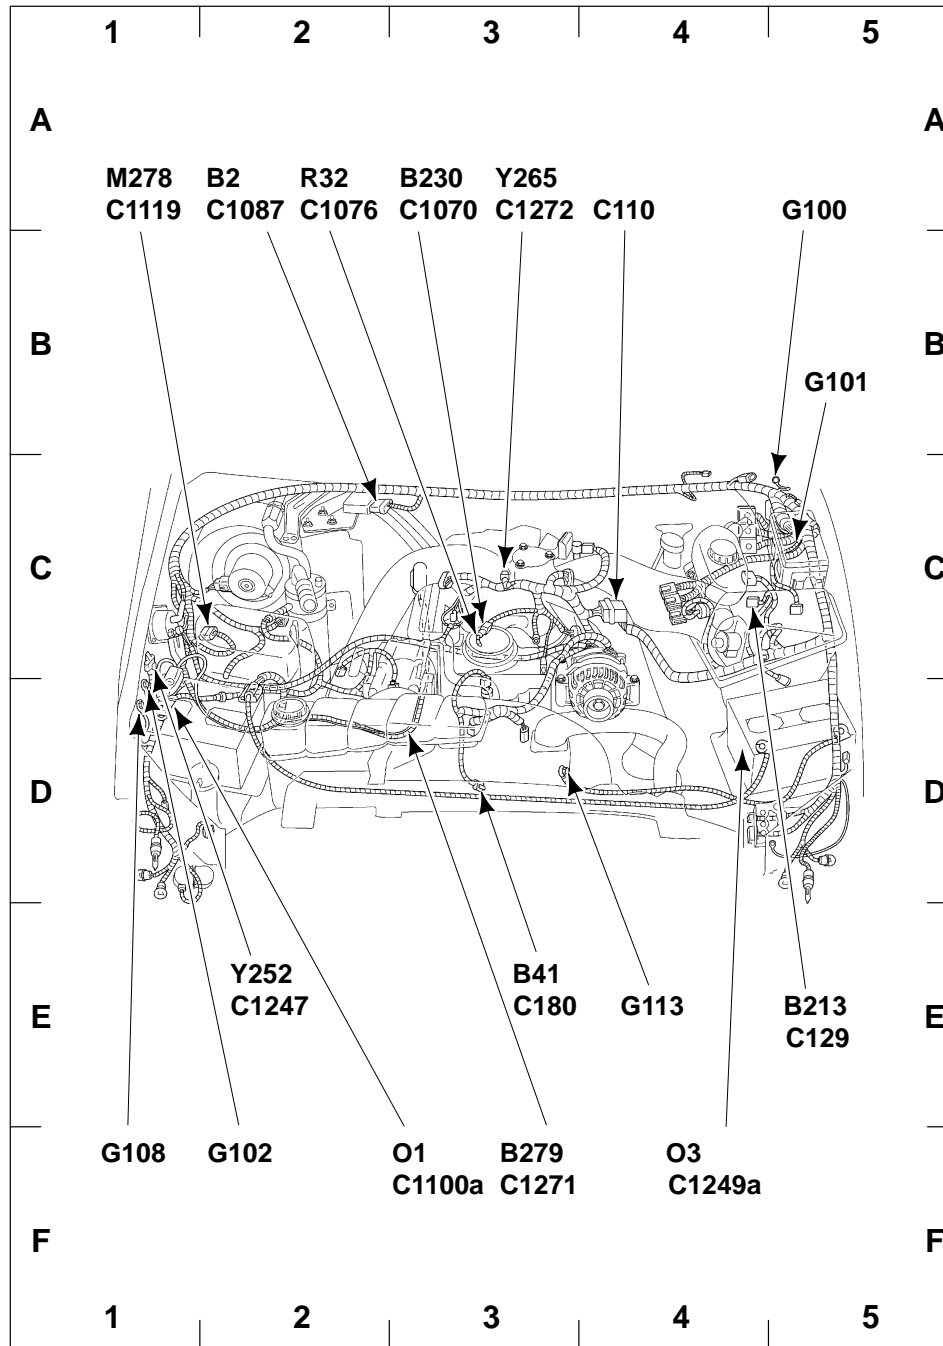 1 2 3 4 5
A A
M278 B2 R32 B230 Y265
C1119 C1087 C1076 C1070 C1272 C110 G100
B B
G101
C C
D D
Y252 B41
C1247 C180 G113 B213
C129
E E
G108 G102 O1 B279 O3
C1100a C1271 C1249a
F F
1 2 3 4 5